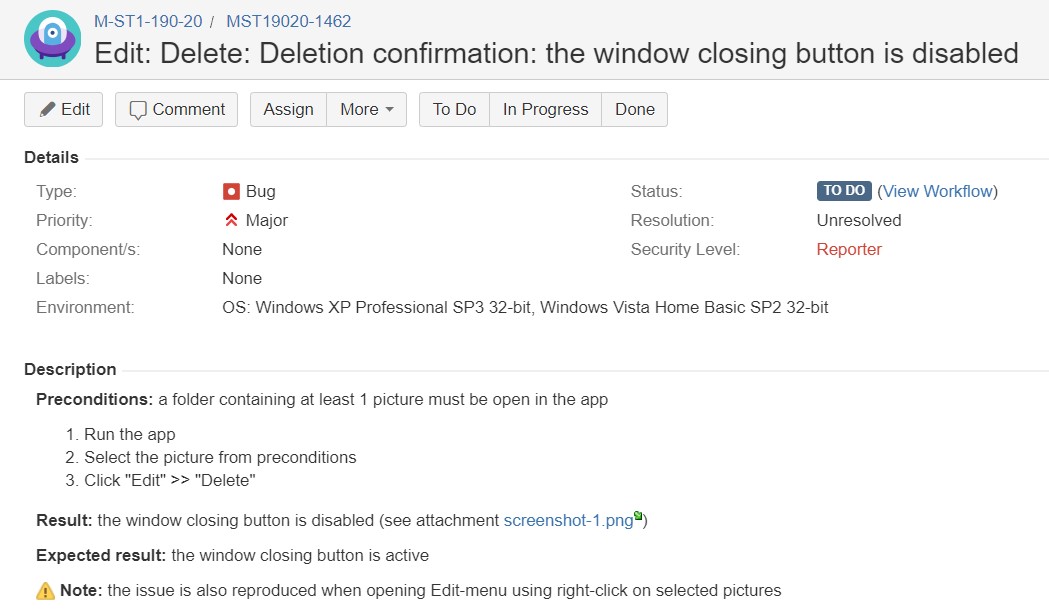 M-ST1-190-20 / MST19020-1462
Edit: Delete: Deletion confirmation: the window closing button is disabled
Edit Comment Assign More To Do In Progress Done
Details
Type: Bug Status: TO DO (View Workflow)
Priority: Major Resolution: Unresolved
Component/s: None Security Level: Reporter
Labels: None
Environment: OS: Windows XP Professional SP3 32-bit, Windows Vista Home Basic SP2 32-bit
Description
Preconditions: a folder containing at least 1 picture must be open in the app
1. Run the app
2. Select the picture from preconditions
3. Click "Edit" >> "Delete"
Result: the window closing button is disabled (see attachment screenshot-1.png)
Expected result: the window closing button is active
Note: the issue is also reproduced when opening Edit-menu using right-click on selected pictures